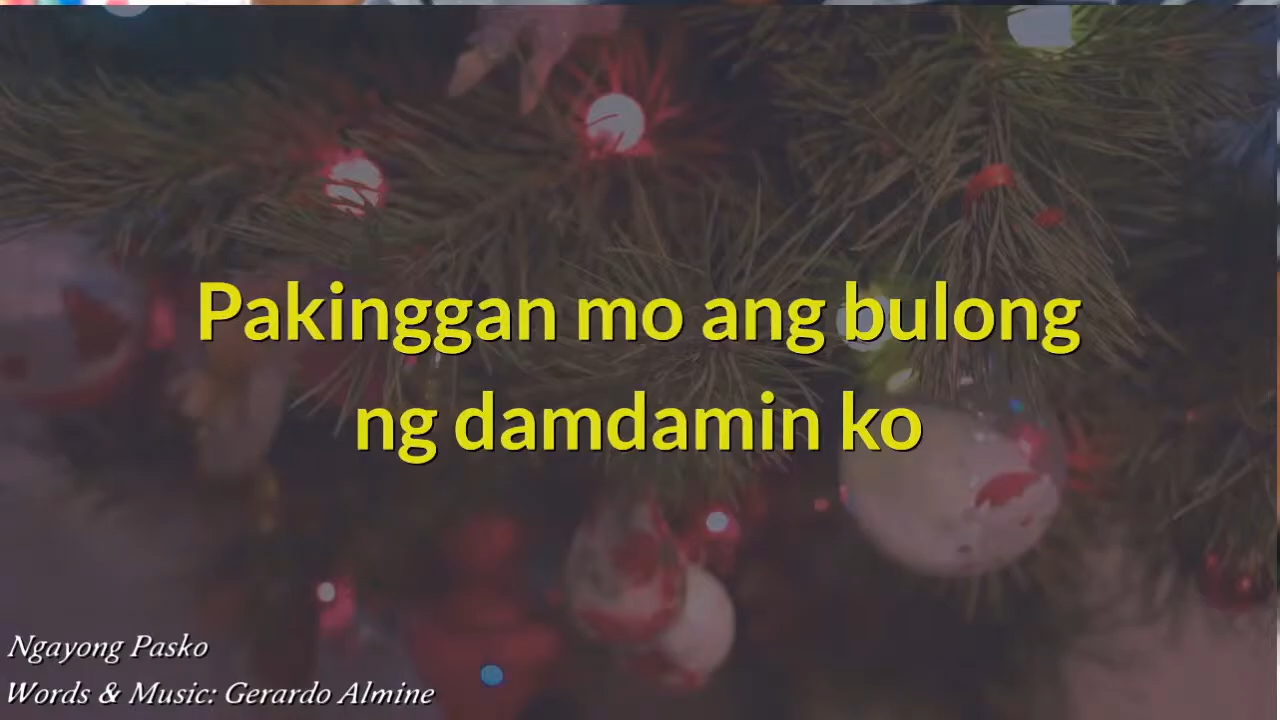 Pakinggan mo ang bulong
ng damdamin ko
Ngayong Pasko
Words & Music: Gerardo Almine